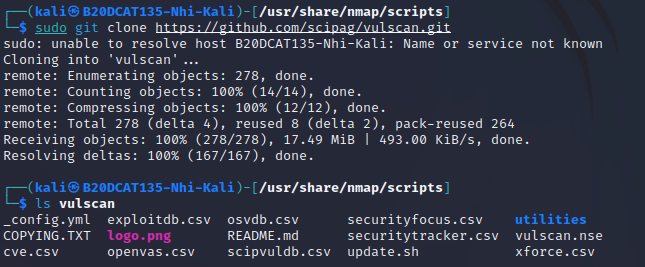 ┌──(kali㉿B20DCAT135-Nhi-Kali)-[/usr/share/nmap/scripts]
└─$ sudo git clone https://github.com/scipag/vulscan.git
sudo: unable to resolve host B20DCAT135-Nhi-Kali: Name or service not known
Cloning into 'vulscan'...
remote: Enumerating objects: 278, done.
remote: Counting objects: 100% (14/14), done.
remote: Compressing objects: 100% (12/12), done.
remote: Total 278 (delta 4), reused 8 (delta 2), pack-reused 264
Receiving objects: 100% (278/278), 17.49 MiB | 493.00 KiB/s, done.
Resolving deltas: 100% (167/167), done.
┌──(kali㉿B20DCAT135-Nhi-Kali)-[/usr/share/nmap/scripts]
└─$ ls vulscan
_config.yml exploitdb.csv osvdb.csv securityfocus.csv utilities
COPYING.TXT logo.png README.md securitytracker.csv vulscan.nse
cve.csv openvas.csv scipvuldb.csv update.sh xforce.csv